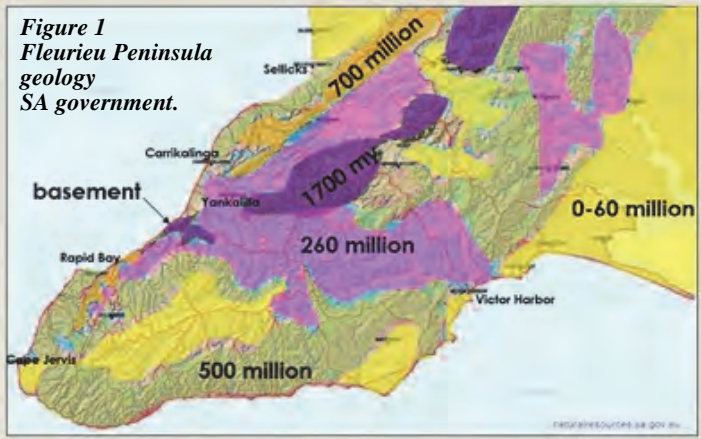 Figure 1
Fleurieu Peninsula
geology
SA government.
700 million
Sellicks
Carrikalinga
1700 my
basement
Yankalilla
0-60 million
260 million
Rapid Bay
Victor Harbor
Cape Jervis
500 million
naturalresources.sa.gov.au